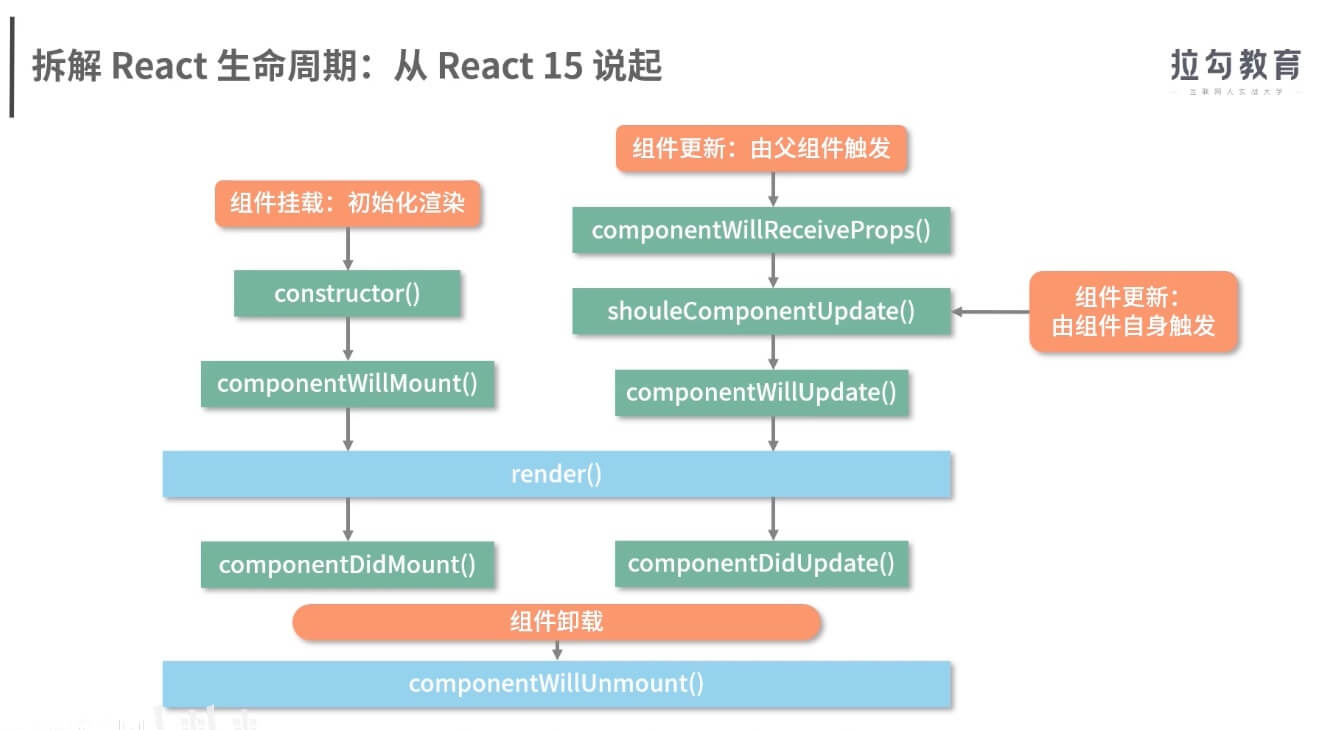 拆解 React 生命周期：从 React 15 说起
拉勾教育
互联网人实战大学
组件挂载：初始化渲染
constructor()
componentWillMount()
组件更新：由父组件触发
componentWillReceiveProps()
shouleComponentUpdate()
组件更新：
由组件自身触发
componentWillUpdate()
render()
componentDidMount()
componentDidUpdate()
组件卸载
componentWillUnmount()